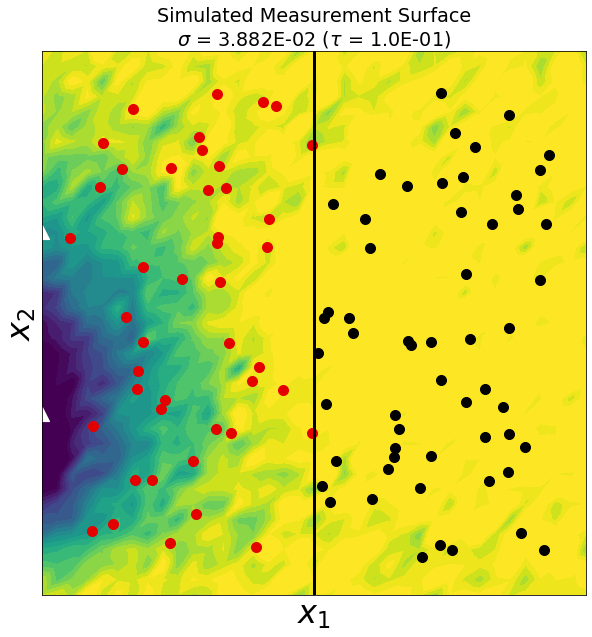 Simulated Measurement Surface
σ = 3.882E-02 (τ = 1.0E-01)
x₂
x₁